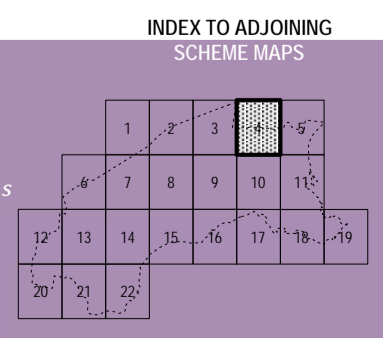 INDEX TO ADJOINING
SCHEME MAPS
1 2 3 4 5
s 6 7 8 9 10 11
12 13 14 15 16 17 18 19
20 21 22